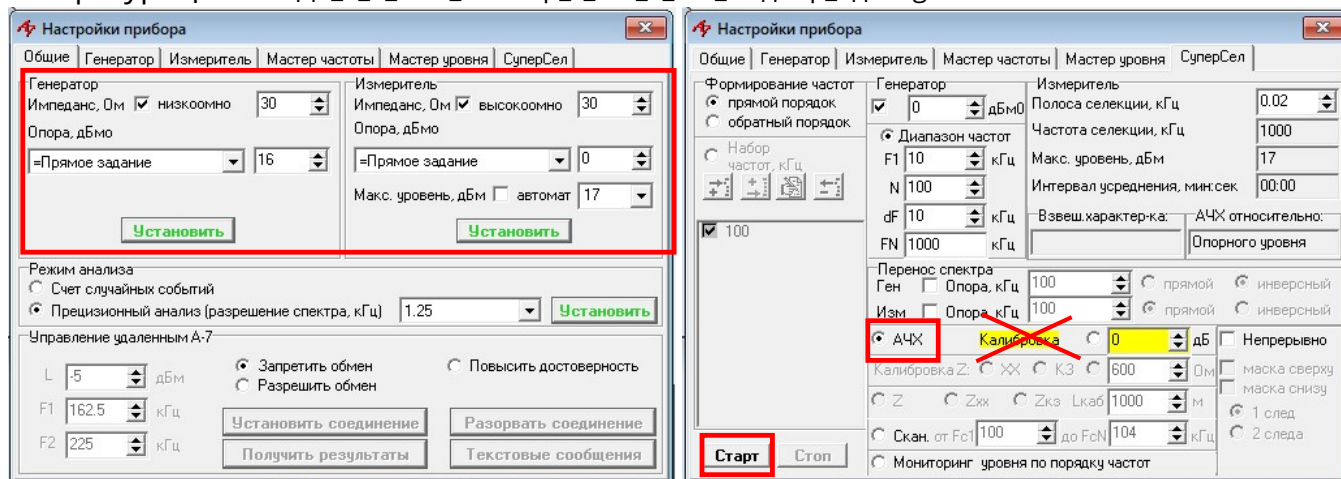 Настройки прибора
Общие Генератор Измеритель Мастер частоты Мастер уровня СуперСел
Генератор
Импеданс, Ом низкоомно 30
Опора, дБмо
=Прямое задание 16
Установить
Измеритель
Импеданс, Ом высокоомно 30
Опора, дБмо
=Прямое задание 0
Макс. уровень, дБм автомат 17
Установить
Режим анализа
Счет случайных событий
Прецизионный анализ (разрешение спектра, кГц) 1.25 Установить
Управление удаленным А-7
L -5 дБм
F1 162.5 кГц
F2 225 кГц
Запретить обмен
Разрешить обмен
Повысить достоверность
Установить соединение Разорвать соединение
Получить результаты Текстовые сообщения
Настройки прибора
Общие Генератор Измеритель Мастер частоты Мастер уровня СуперСел
Формирование частот
прямой порядок
обратный порядок
Набор
частот, кГц
100
Старт Стоп
Генератор
0 дБм0
Диапазон частот
F1 10 кГц
N 100
dF 10 кГц
FN 1000 кГц
Измеритель
Полоса селекции, кГц 0.02
Частота селекции, кГц 1000
Макс. уровень, дБм 17
Интервал усреднения, мин:сек 00:00
Взвеш.характер-ка: АЧХ относительно:
Опорного уровня
Перенос спектра
Ген Опора, кГц 100 прямой инверсный
Изм Опора, кГц 100 прямой инверсный
АЧХ Калибровка 0 дБ
Калибровка Z: ХХ КЗ 600 Ом
Z Zхх Zкз Lкаб 1000 м
Скан. от Fc1 100 до FcN 104 кГц
Мониторинг уровня по порядку частот
Непрерывно
маска сверху
маска снизу
1 след
2 следа